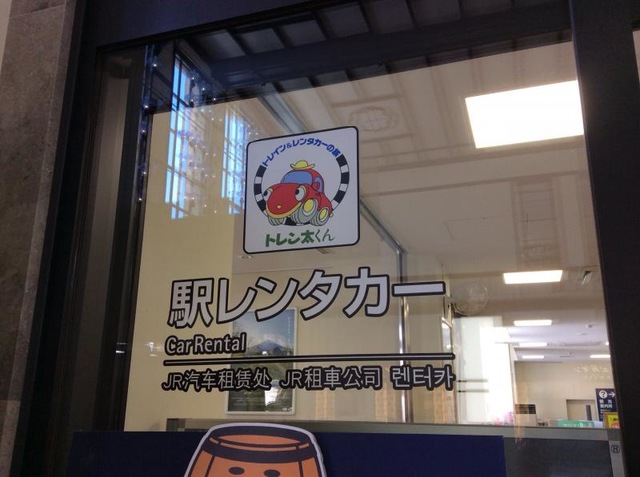 トレイン&レンタカーの旅
トレン太くん
駅レンタカー
Car Rental
JR汽车租赁处 JR租車公司 렌터카